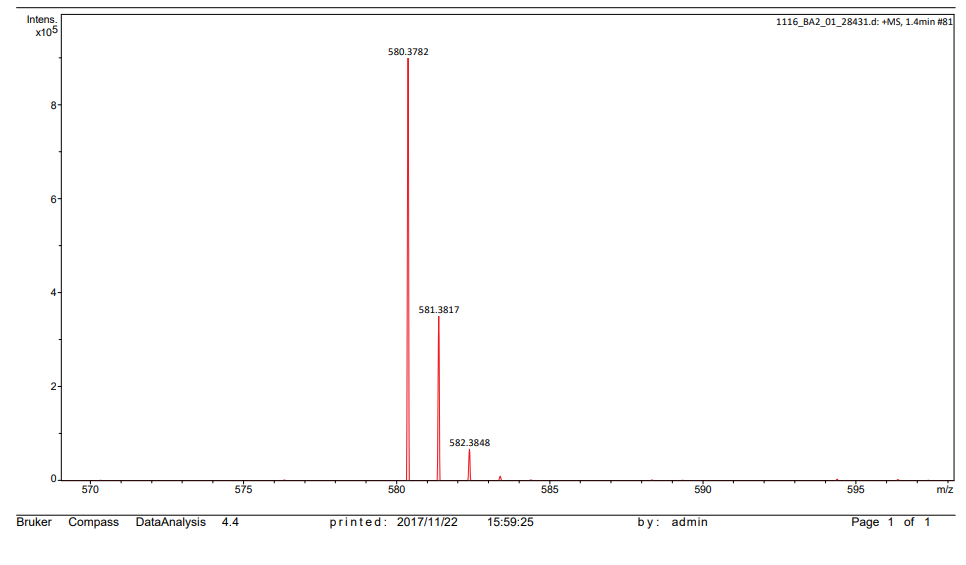 Intens.
x10⁵
1116_BA2_01_28431.d: +MS, 1.4min #81
580.3782
8
6
581.3817
4
2
582.3848
0
570 575 580 585 590 595 m/z
Bruker Compass DataAnalysis 4.4 printed: 2017/11/22 15:59:25 by: admin Page 1 of 1